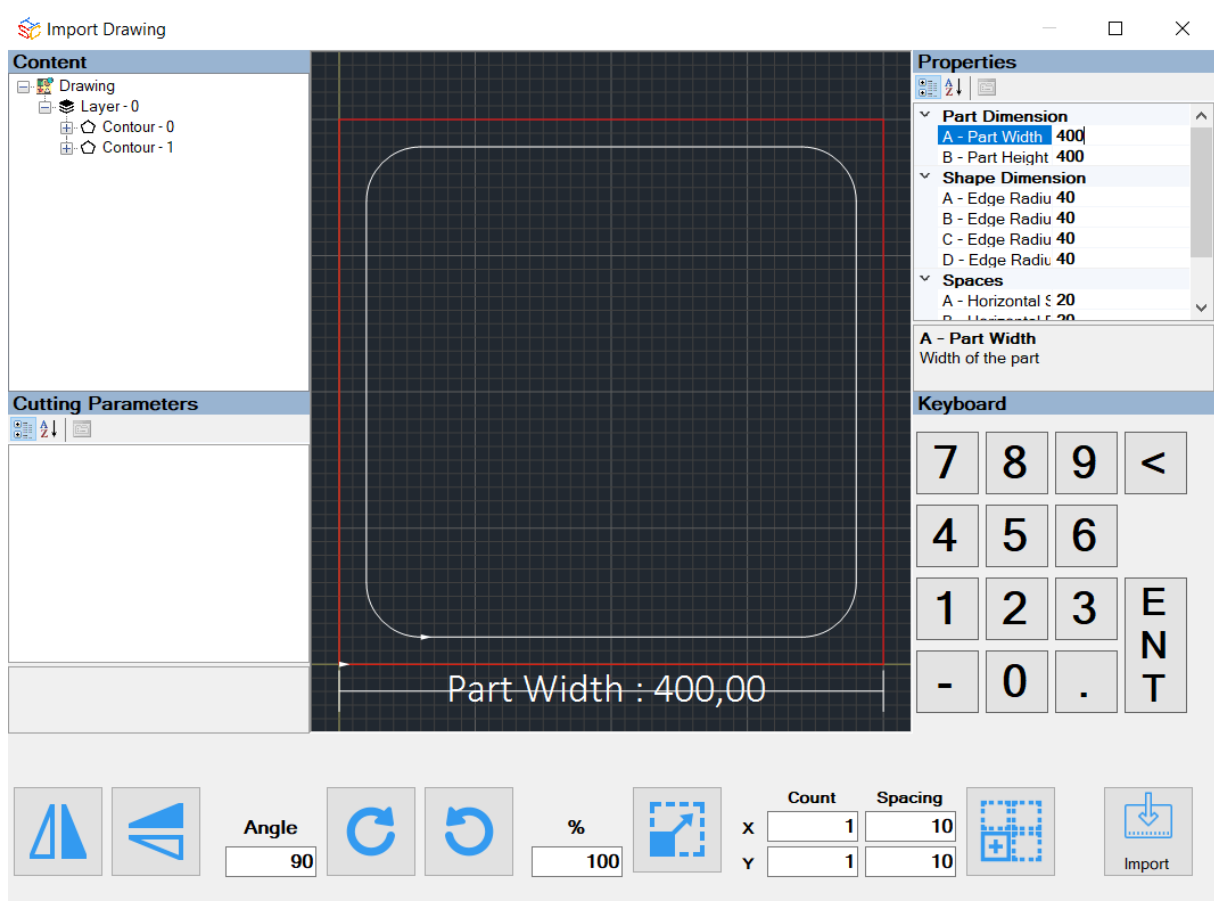 Import Drawing
Content
Drawing
Layer - 0
Contour - 0
Contour - 1
Cutting Parameters
Part Width : 400,00
Properties
Part Dimension
A - Part Width 400
B - Part Height 400
Shape Dimension
A - Edge Radiu 40
B - Edge Radiu 40
C - Edge Radiu 40
D - Edge Radiu 40
Spaces
A - Horizontal S 20
20
A - Part Width
Width of the part
Keyboard
7 8 9 <
4 5 6
1 2 3 ENT
- 0 .
Angle
90
%
100
Count Spacing
X 1 10
Y 1 10
Import